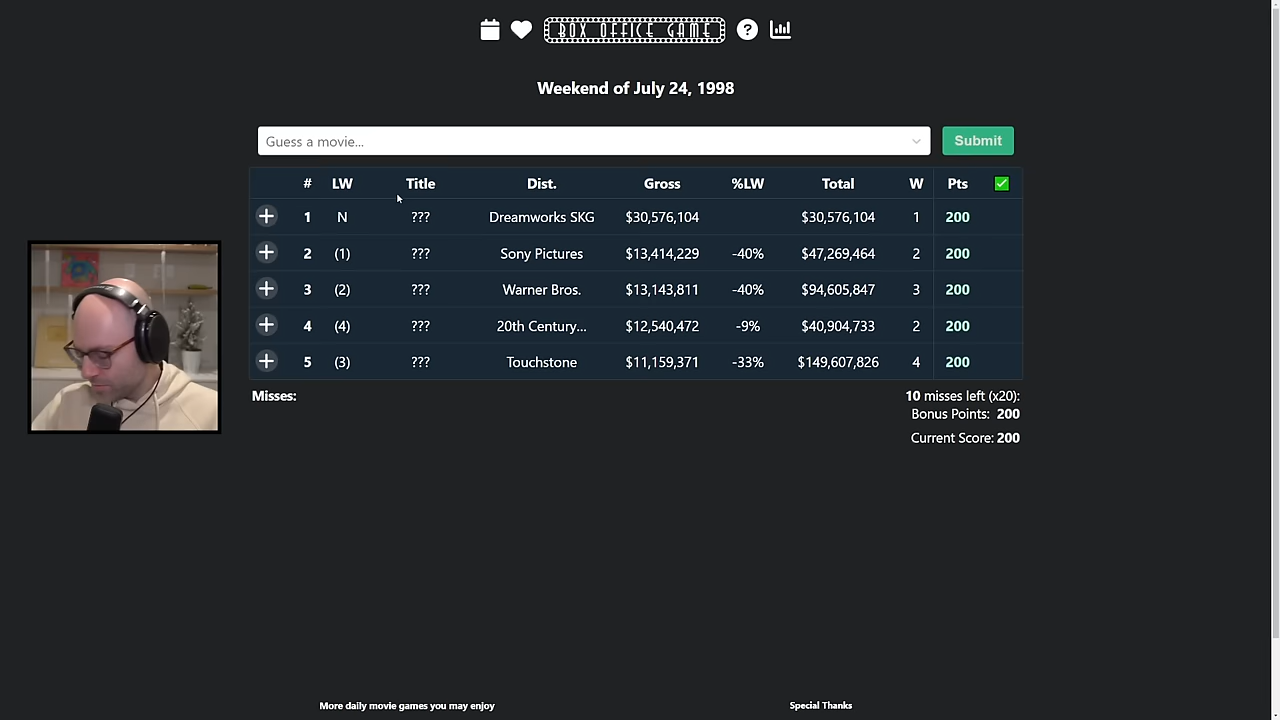 BOX OFFICE GAME ?
Weekend of July 24, 1998
Guess a movie... Submit
# LW Title Dist. Gross %LW Total W Pts
1 N ??? Dreamworks SKG $30,576,104 $30,576,104 1 200
2 (1) ??? Sony Pictures $13,414,229 -40% $47,269,464 2 200
3 (2) ??? Warner Bros. $13,143,811 -40% $94,605,847 3 200
4 (4) ??? 20th Century... $12,540,472 -9% $40,904,733 2 200
5 (3) ??? Touchstone $11,159,371 -33% $149,607,826 4 200
Misses: 10 misses left (x20):
Bonus Points: 200
Current Score: 200
More daily movie games you may enjoy Special Thanks